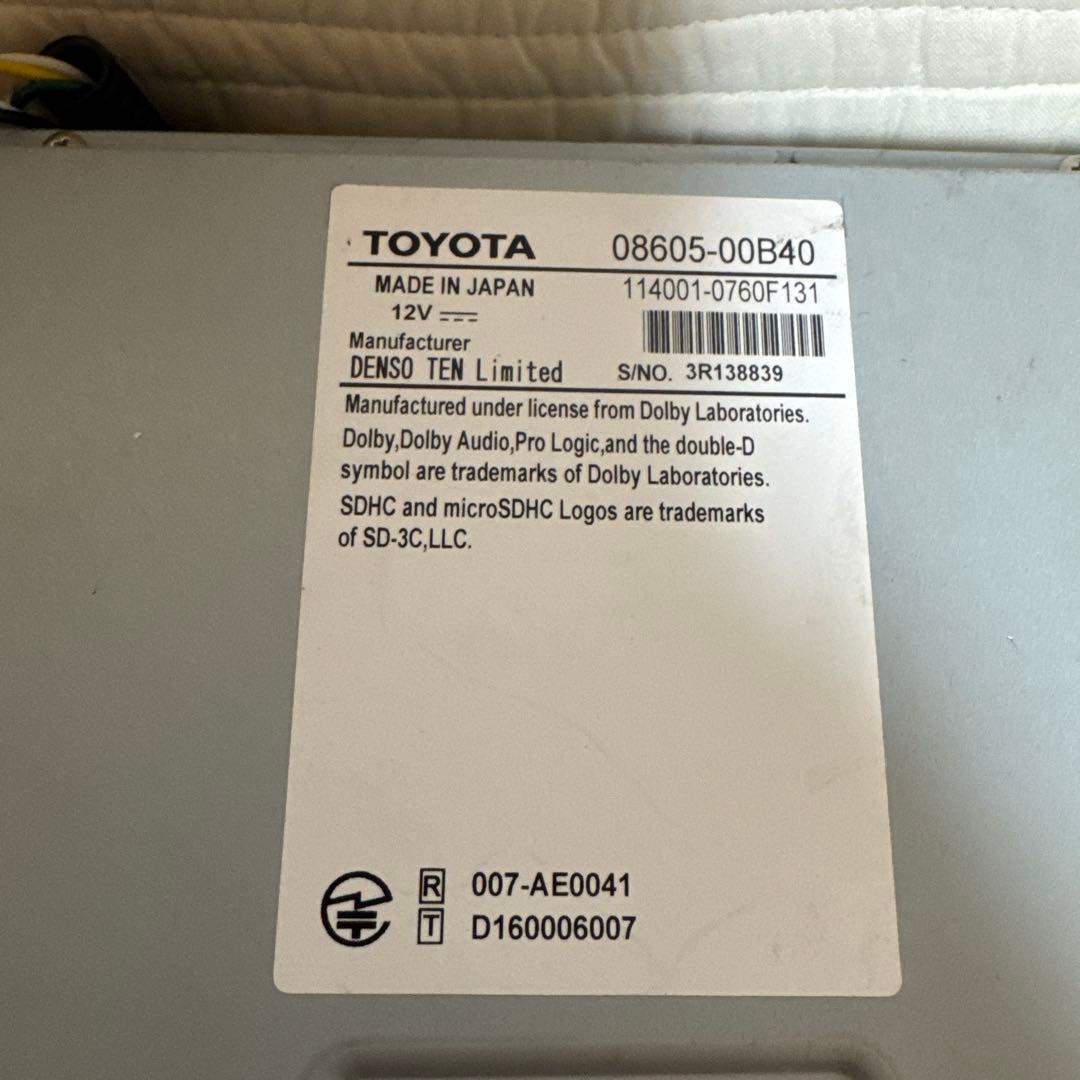 TOYOTA 08605-00B40
MADE IN JAPAN 114001-0760F131
12V
Manufacturer
DENSO TEN Limited S/NO. 3R138839
Manufactured under license from Dolby Laboratories.
Dolby,Dolby Audio,Pro Logic,and the double-D
symbol are trademarks of Dolby Laboratories.
SDHC and microSDHC Logos are trademarks
of SD-3C,LLC.
R 007-AE0041
T D160006007